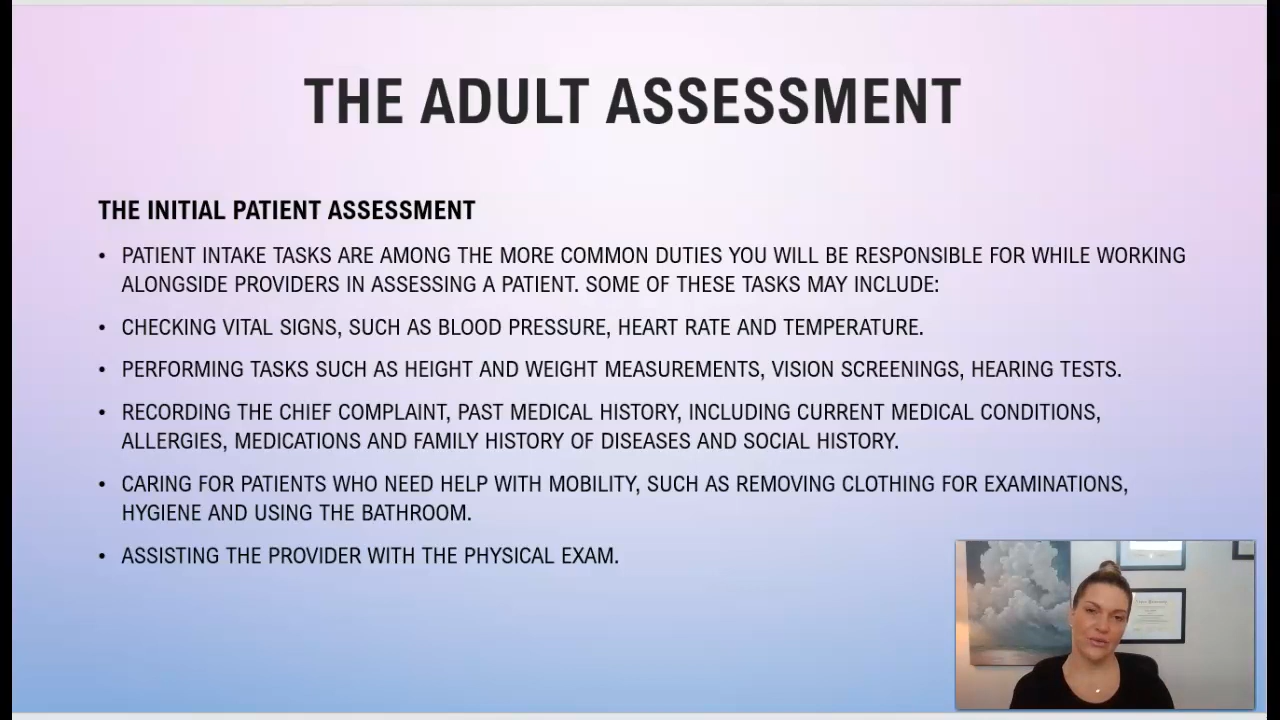 THE ADULT ASSESSMENT
THE INITIAL PATIENT ASSESSMENT
• PATIENT INTAKE TASKS ARE AMONG THE MORE COMMON DUTIES YOU WILL BE RESPONSIBLE FOR WHILE WORKING
ALONGSIDE PROVIDERS IN ASSESSING A PATIENT. SOME OF THESE TASKS MAY INCLUDE:
• CHECKING VITAL SIGNS, SUCH AS BLOOD PRESSURE, HEART RATE AND TEMPERATURE.
• PERFORMING TASKS SUCH AS HEIGHT AND WEIGHT MEASUREMENTS, VISION SCREENINGS, HEARING TESTS.
• RECORDING THE CHIEF COMPLAINT, PAST MEDICAL HISTORY, INCLUDING CURRENT MEDICAL CONDITIONS,
ALLERGIES, MEDICATIONS AND FAMILY HISTORY OF DISEASES AND SOCIAL HISTORY.
• CARING FOR PATIENTS WHO NEED HELP WITH MOBILITY, SUCH AS REMOVING CLOTHING FOR EXAMINATIONS,
HYGIENE AND USING THE BATHROOM.
• ASSISTING THE PROVIDER WITH THE PHYSICAL EXAM.